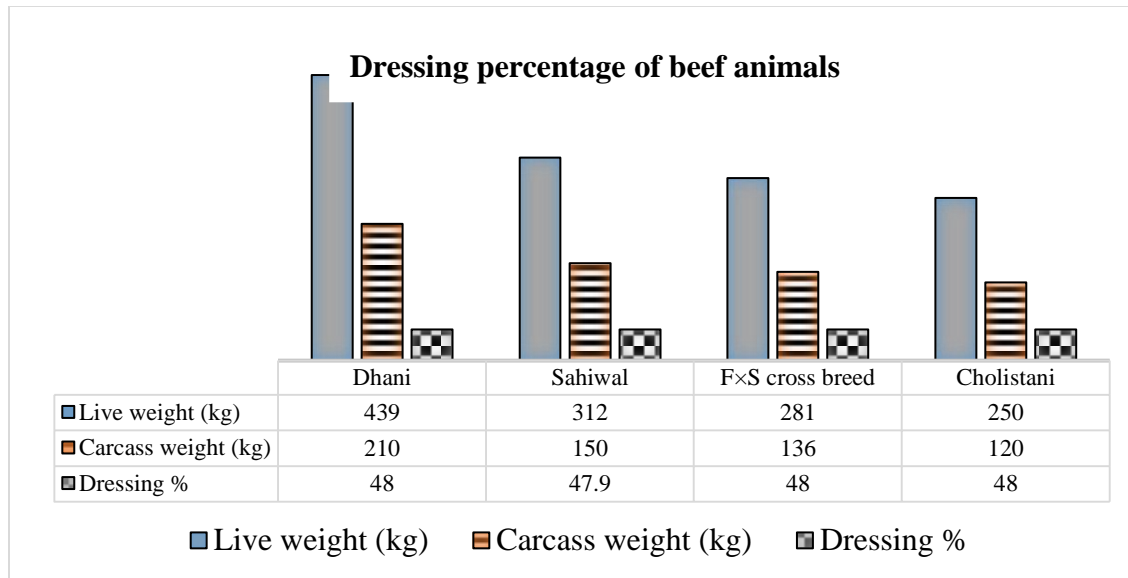 Dressing percentage of beef animals
Dhani Sahiwal F×S cross breed Cholistani
Live weight (kg) 439 312 281 250
Carcass weight (kg) 210 150 136 120
Dressing % 48 47.9 48 48
Live weight (kg) Carcass weight (kg) Dressing %